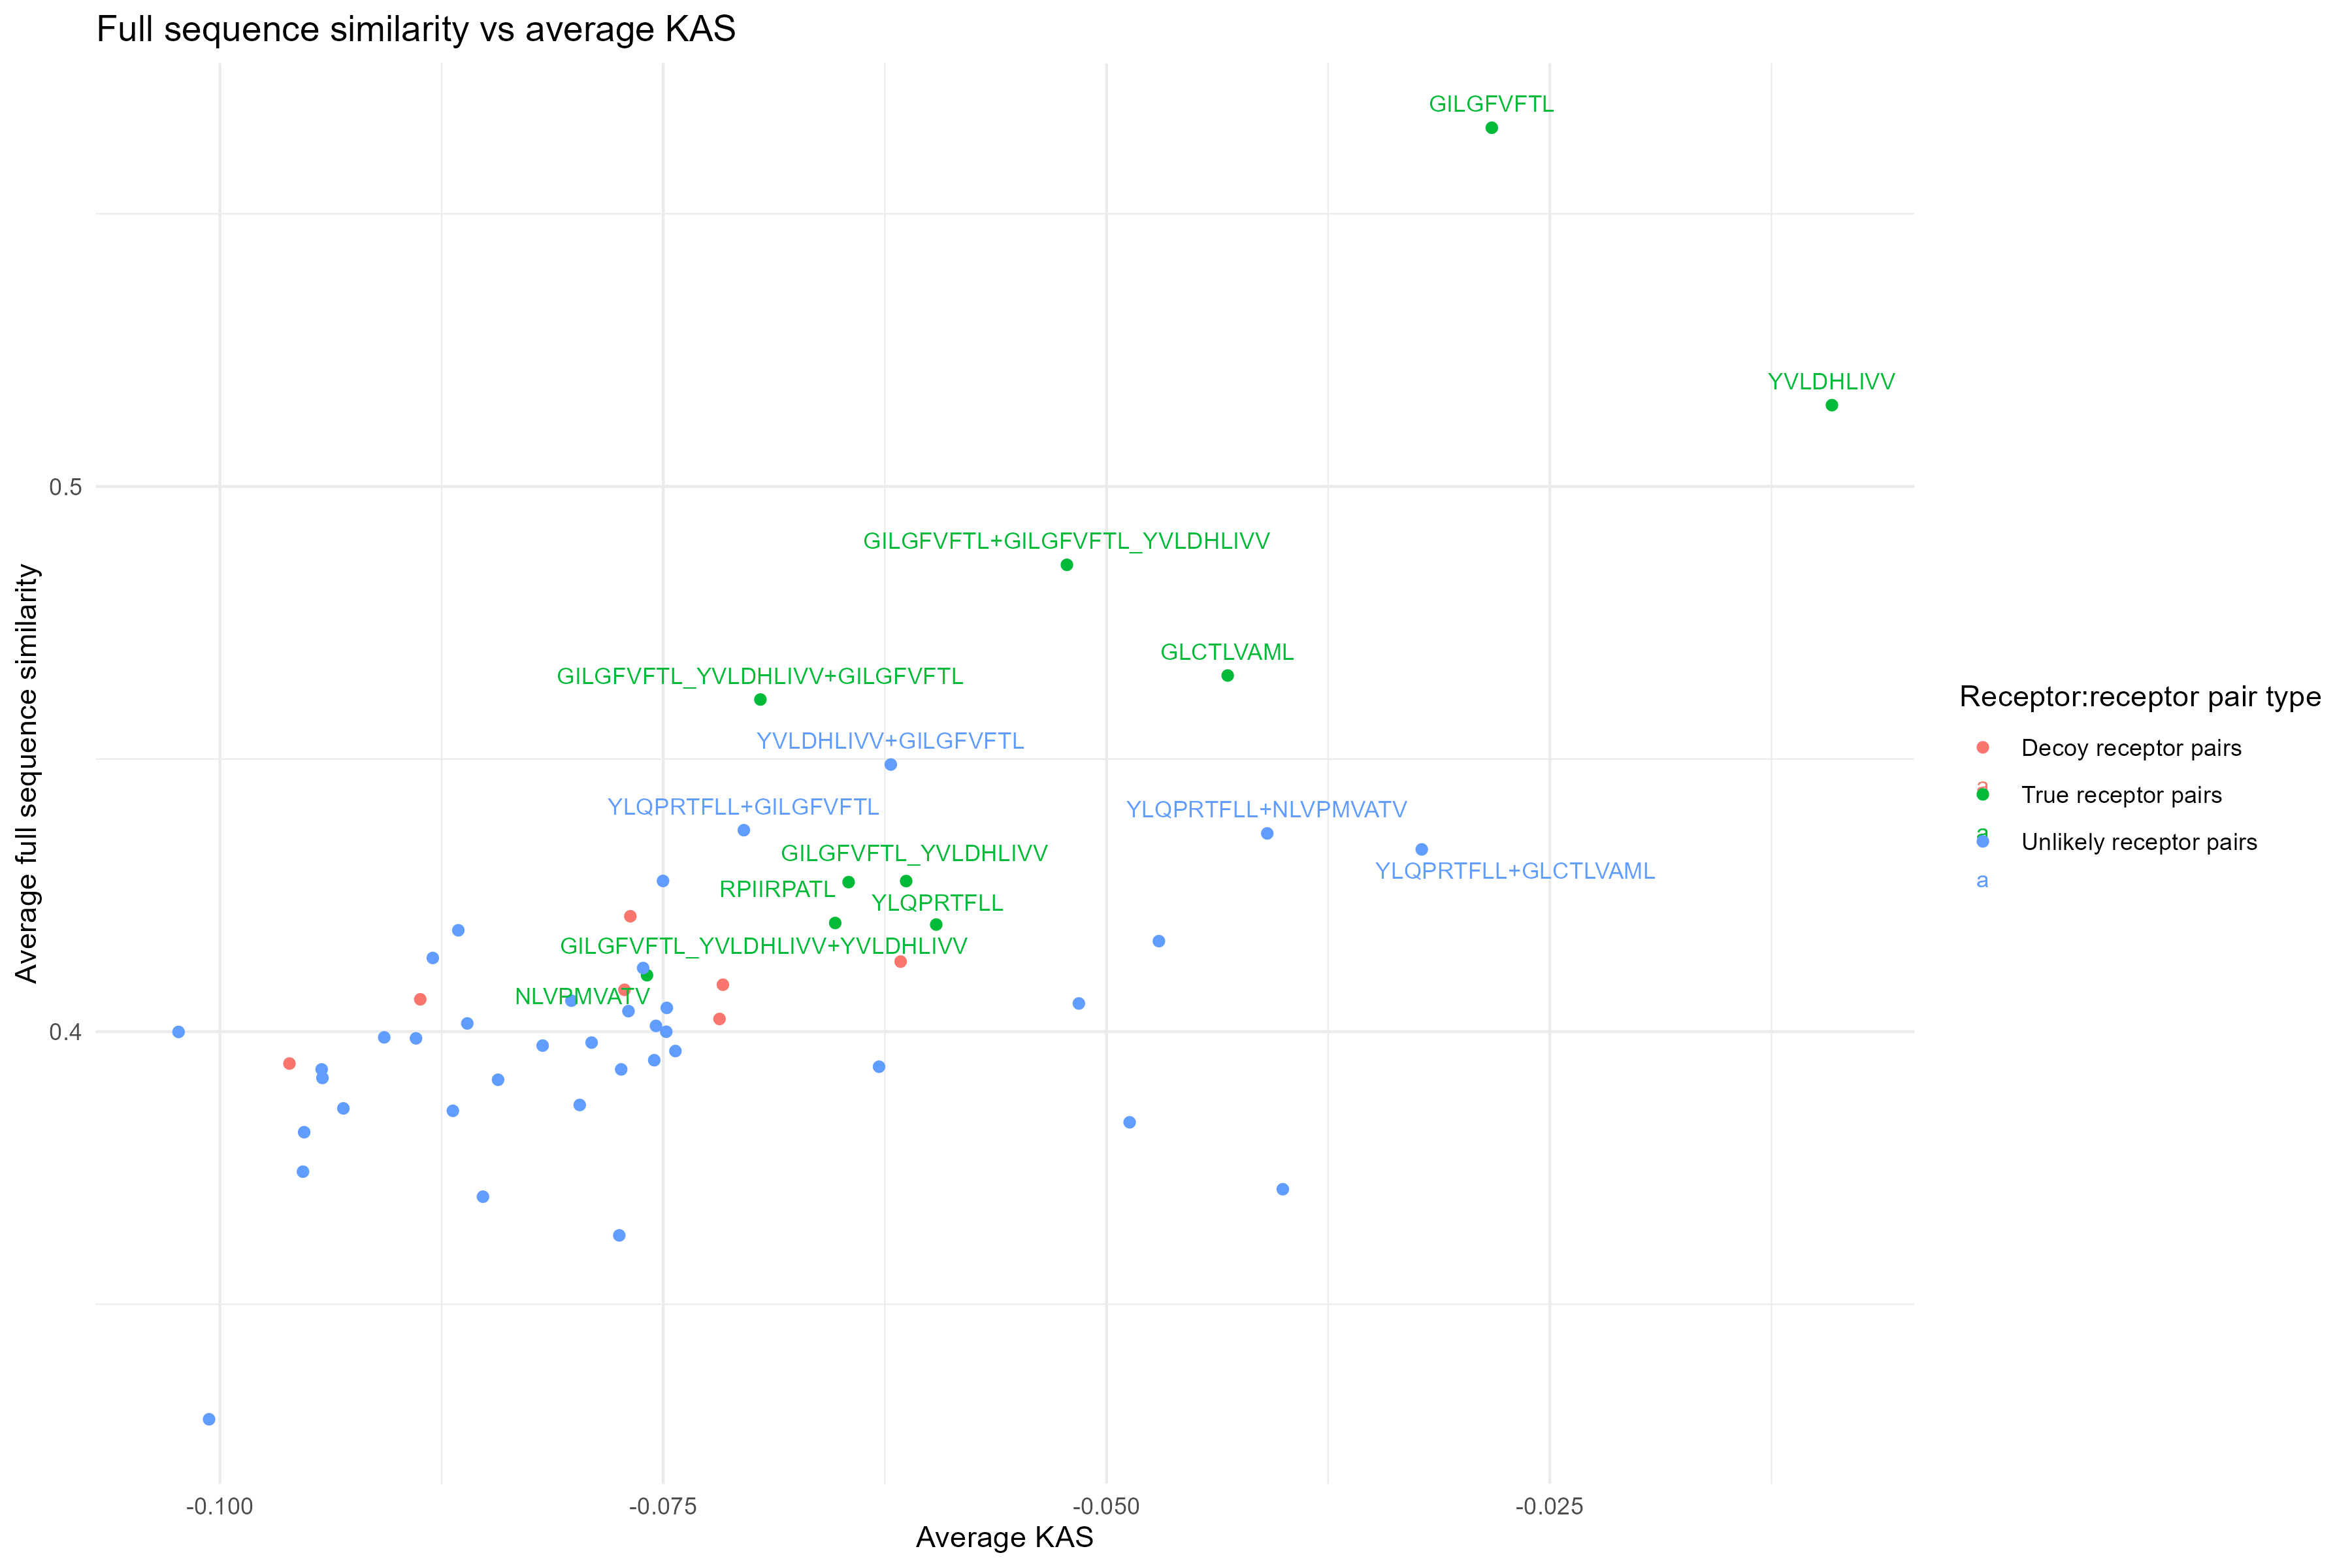 Full sequence similarity vs average KAS
GILGFVFTL
YVLDHLIVV
0.5
GILGFVFTL+GILGFVFTL_YVLDHLIVV
GLCTLVAML
GILGFVFTL_YVLDHLIVV+GILGFVFTL
YVLDHLIVV+GILGFVFTL
YLQPRTFLL+GILGFVFTL
YLQPRTFLL+NLVPMVATV
GILGFVFTL_YVLDHLIVV
YLQPRTFLL+GLCTLVAML
RPIIRPATL
YLQPRTFLL
GILGFVFTL_YVLDHLIVV+YVLDHLIVV
NLVPMVATV
0.4
-0.100
-0.075
-0.050
-0.025
Average KAS
Average full sequence similarity
Receptor:receptor pair type
Decoy receptor pairs
a
True receptor pairs
a
Unlikely receptor pairs
a